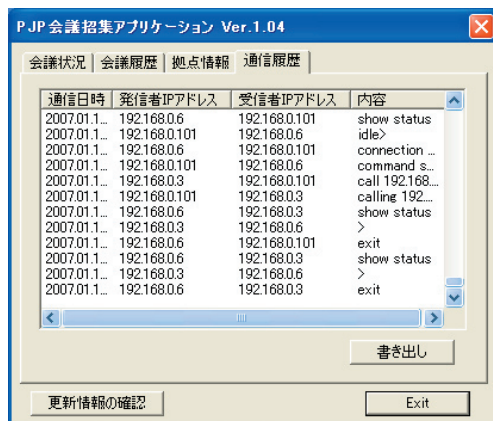 PJP会議招集アプリケーション Ver.1.04
会議状況 会議履歴 拠点情報 通信履歴
通信日時 発信者IPアドレス 受信者IPアドレス 内容
2007.01.1... 192.168.0.6 192.168.0.101 show status
2007.01.1... 192.168.0.101 192.168.0.6 idle>
2007.01.1... 192.168.0.6 192.168.0.101 connection ...
2007.01.1... 192.168.0.101 192.168.0.6 command s...
2007.01.1... 192.168.0.3 192.168.0.101 call 192.168....
2007.01.1... 192.168.0.101 192.168.0.3 calling 192....
2007.01.1... 192.168.0.6 192.168.0.3 show status
2007.01.1... 192.168.0.3 192.168.0.6 >
2007.01.1... 192.168.0.6 192.168.0.101 exit
2007.01.1... 192.168.0.6 192.168.0.3 show status
2007.01.1... 192.168.0.3 192.168.0.6 >
2007.01.1... 192.168.0.6 192.168.0.3 exit
書き出し
更新情報の確認 Exit